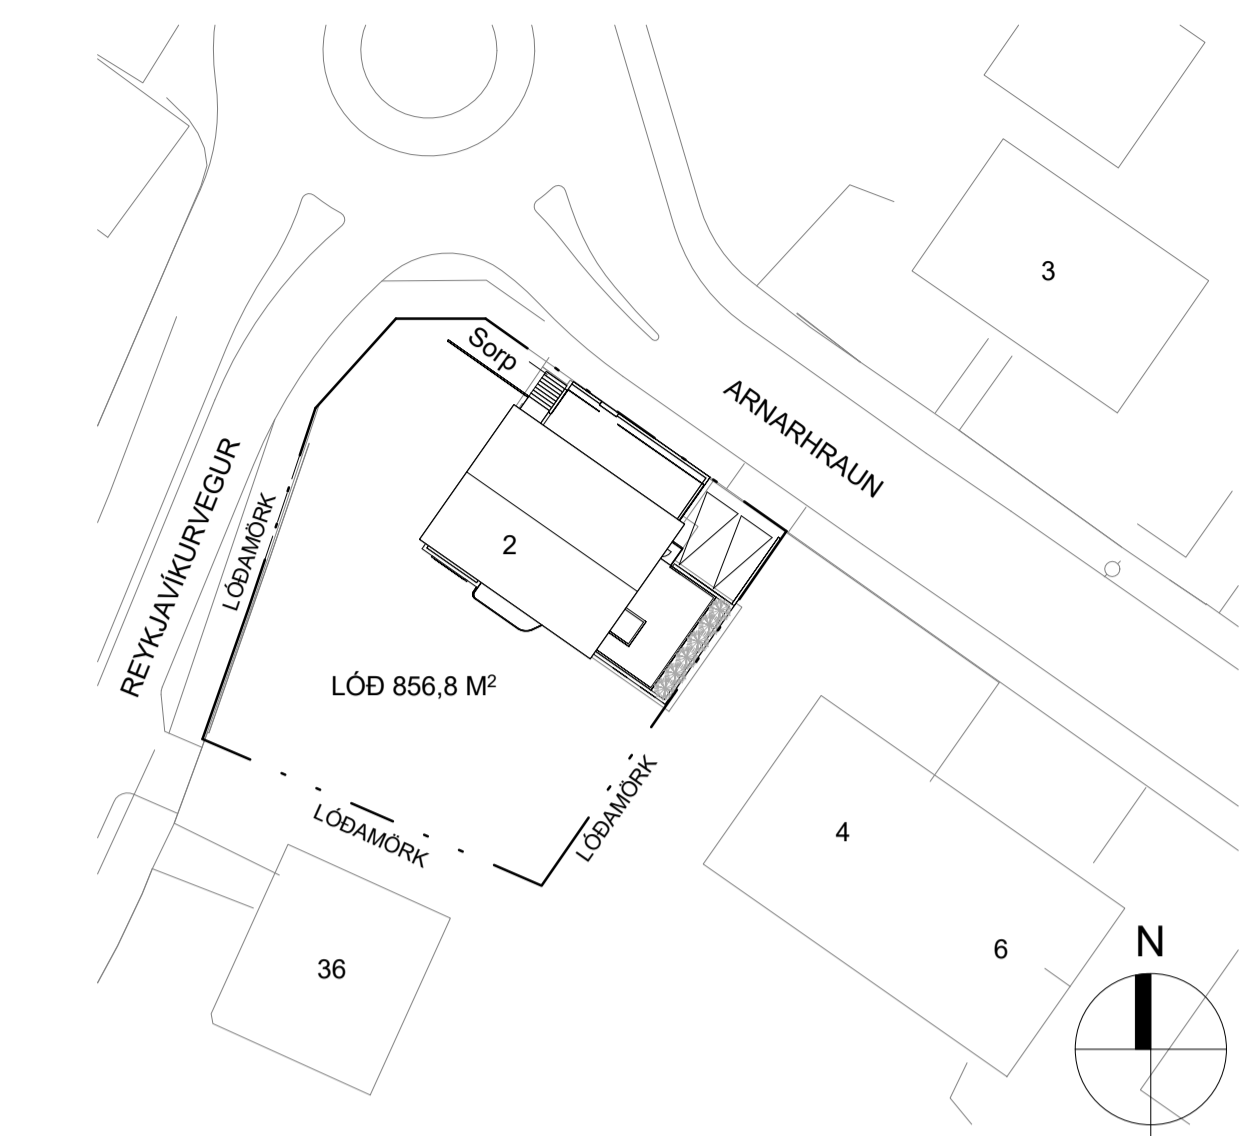 3
Sorp
ARNARHRAUN
REYKJAVÍKURVEGUR
LÓÐAMÖRK
2
LÓÐ 856,8 M²
LÓÐAMÖRK
LÓÐAMÖRK
4
6
36
N